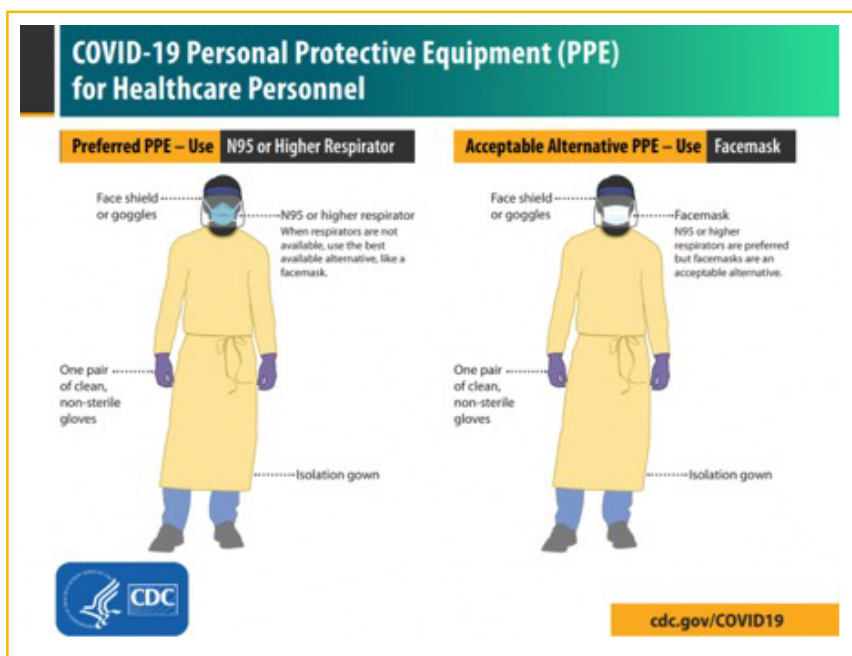 COVID-19 Personal Protective Equipment (PPE)
for Healthcare Personnel
Preferred PPE – Use N95 or Higher Respirator
Face shield
or goggles
N95 or higher respirator
When respirators are not
available, use the best
available alternative, like a
facemask.
One pair
of clean,
non-sterile
gloves
Isolation gown
Acceptable Alternative PPE – Use Facemask
Face shield
or goggles
Facemask
N95 or higher
respirators are preferred
but facemasks are an
acceptable alternative.
One pair
of clean,
non-sterile
gloves
Isolation gown
CDC
cdc.gov/COVID19